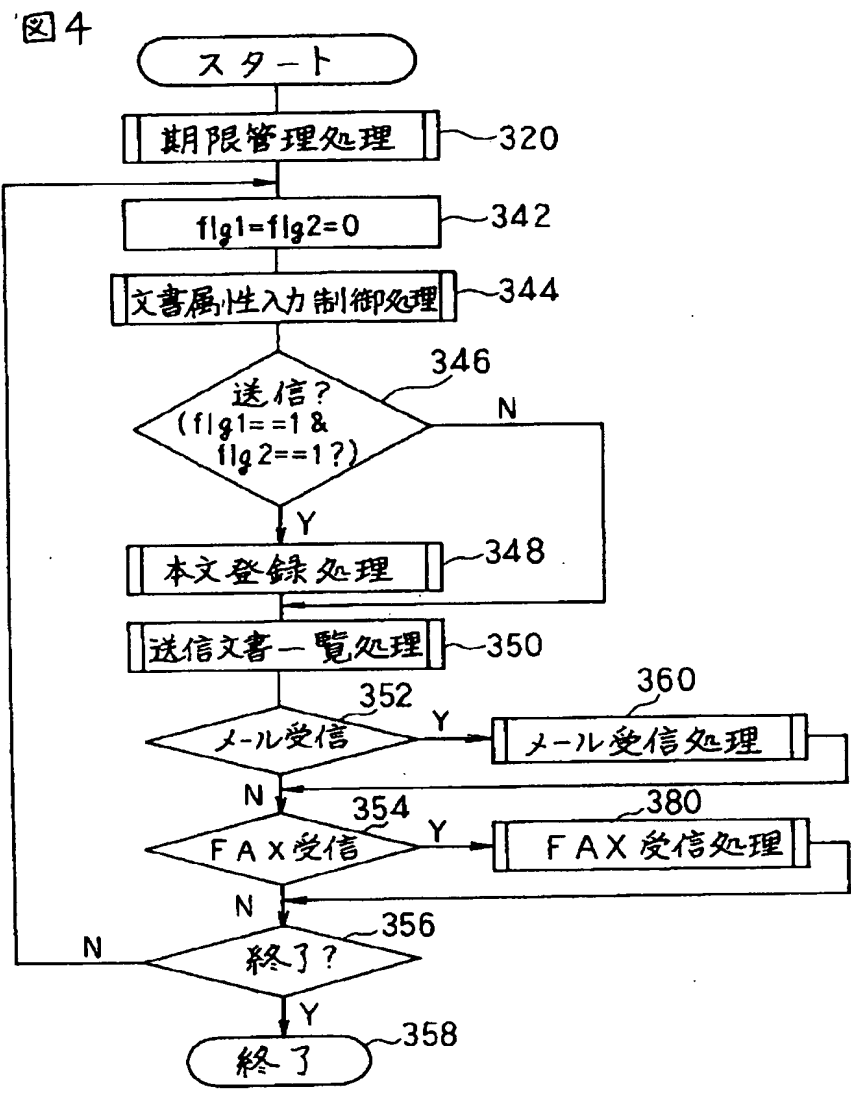 図4
スタート
期限管理処理
320
flg1=flg2=0
342
文書属性入力制御処理
344
346
送信?
(flg1==1&
flg2==1?)
N
Y
本文登録処理
348
送信文書一覧処理
350
352
メール受信
Y
360
メール受信処理
N
354
FAX受信
Y
380
FAX受信処理
N
356
終了?
N
Y
終了
358